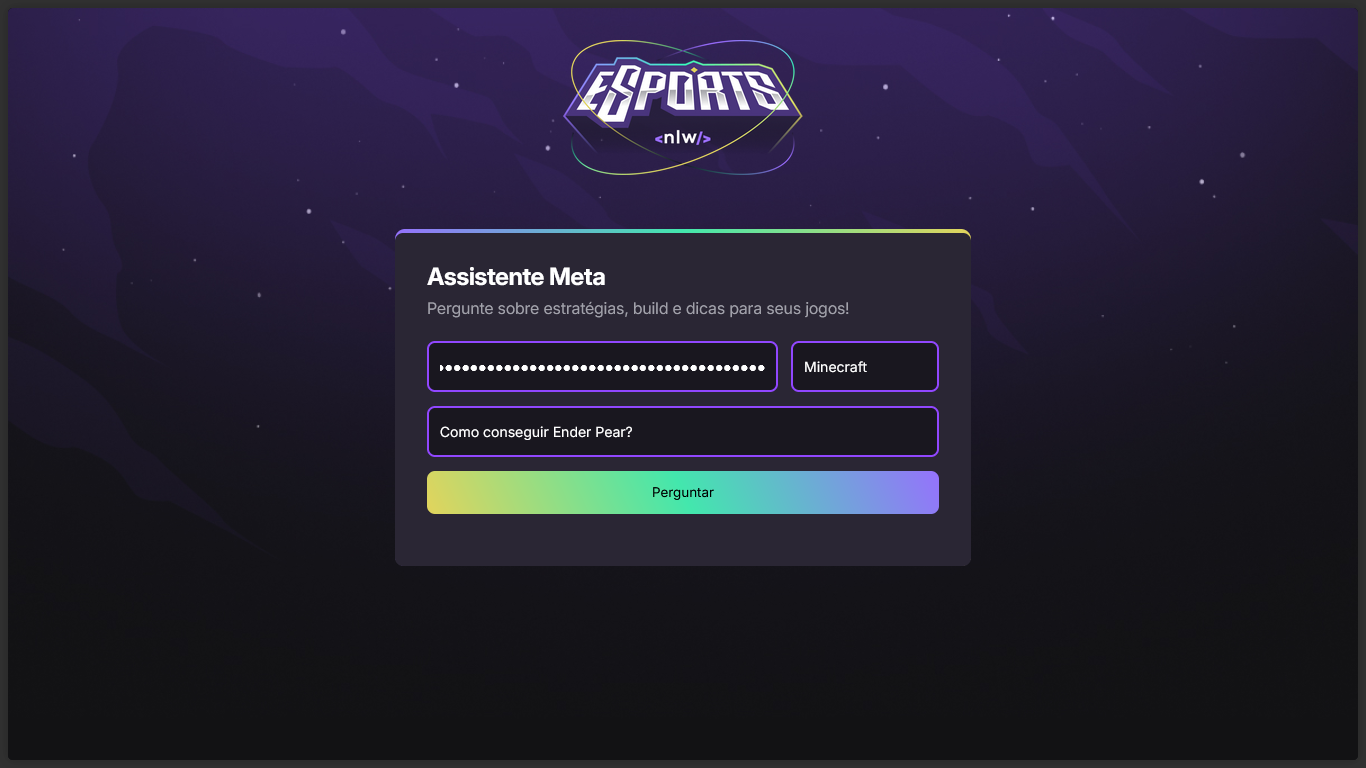 ESPORTS
<nlw/>
Assistente Meta
Pergunte sobre estratégias, build e dicas para seus jogos!
Minecraft
Como conseguir Ender Pear?
Perguntar